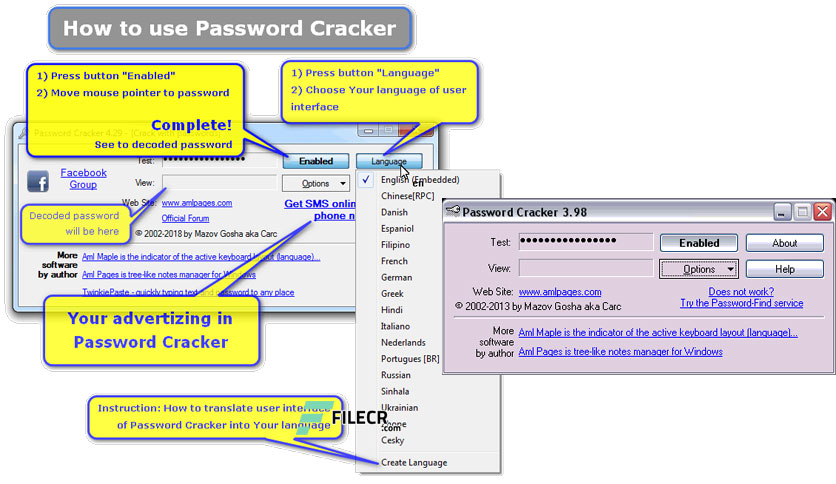 How to use Password Cracker
1) Press button "Enabled"
2) Move mouse pointer to password
Complete!
See to decoded password
1) Press button "Language"
2) Choose Your language of user
interface
Password Cracker 4.29 - [Crack
Test: ••••••••••••••••
Enabled
Language
Facebook
Group
View:
Options
English (Embedded)
en
Chinese[RPC]
Danish
Espaniol
Filipino
French
German
Greek
Hindi
Italiano
Nederlands
Portugues [BR]
Russian
Sinhala
Ukrainian
Cesky
Create Language
Decoded password
will be here
Web Site: www.amlpages.com
Official Forum
Get SMS onlin
phone n
© 2002-2018 by Mazov Gosha aka Carc
More
software
by author
Aml Maple is the indicator of the active keyboard layout (language)...
Aml Pages is tree-like notes manager for Windows
TwinkiePaste - quickly typing text and password to any place
Your advertizing in
Password Cracker
Instruction: How to translate user interface
of Password Cracker into Your language
FILECR
.com
Password Cracker 3.98
Test: ••••••••••••••••
Enabled
About
View:
Options
Help
Web Site: www.amlpages.com
Does not work?
© 2002-2013 by Mazov Gosha aka Carc
Try the Password-Find service
More
software
by author
Aml Maple is the indicator of the active keyboard layout (language)...
Aml Pages is tree-like notes manager for Windows